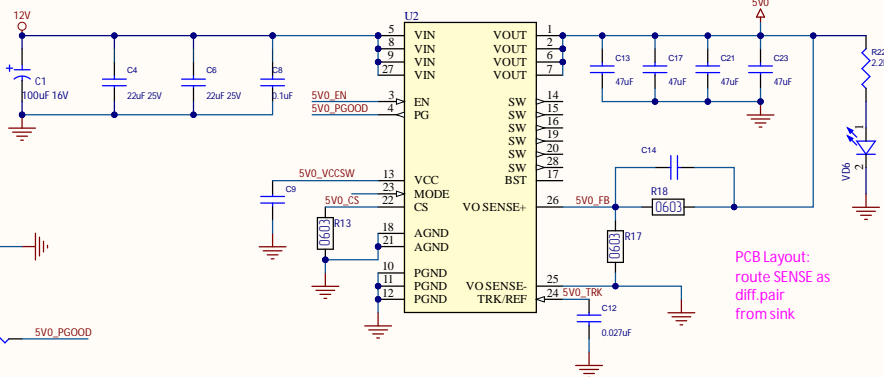 12V
U2
5V0
5 VIN
8 VIN
9 VIN
27 VIN
VOUT 1
VOUT 2
VOUT 6
VOUT 7
C1
100uF 16V
C4
22uF 25V
C6
22uF 25V
C8
0.1uF
C13
47uF
C17
47uF
C21
47uF
C23
47uF
5V0_EN 3 EN
5V0_PGOOD 4 PG
SW 14
SW 15
SW 16
SW 19
SW 20
SW 28
BST 17
1
VD6
2
C14
5V0_VCCSW 13 VCC
23 MODE
5V0_CS 22 CS
C9
0603 R13
VO SENSE+ 26 5V0_FB
R18
0603
0603 R17
18 AGND
21 AGND
10 PGND
11 PGND
12 PGND
VO SENSE- 25
TRK/REF 24 5V0_TRK
C12
0.027uF
PCB Layout:
route SENSE as
diff.pair
from sink
5V0_PGOOD